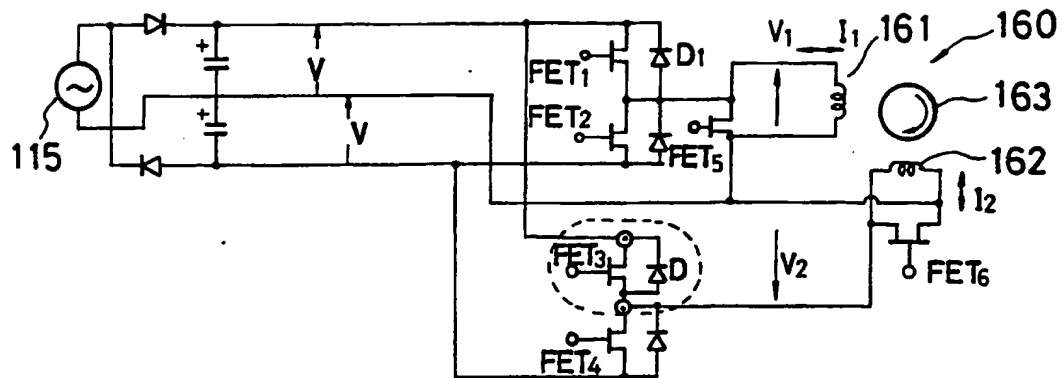 V₁ I₁ 161 160
+ V FET₁ D₁ 163
+ V FET₂ FET₅ 162
115 I₂
FET₃ D V₂ FET₆
FET₄